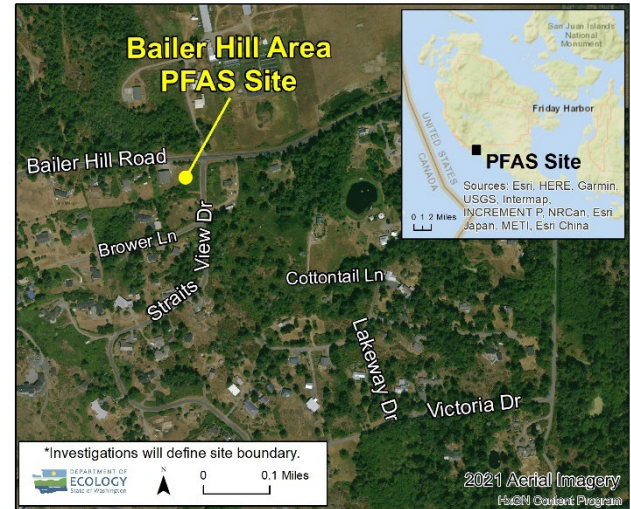 Bailer Hill Area
PFAS Site
Bailer Hill Road
Brower Ln
Straits View Dr
Cottontail Ln
Lakeway Dr
Victoria Dr
San Juan Islands
National
Monument
Friday Harbor
UNITED STATES
CANADA
PFAS Site
Sources: Esri, HERE, Garmin,
USGS, Intermap,
INCREMENT P, NRCan, Esri
Japan, METI, Esri China
0 1 2 Miles
*Investigations will define site boundary.
DEPARTMENT OF
ECOLOGY
State of Washington
N
0 0.1 Miles
2021 Aerial Imagery
HxGN Content Program